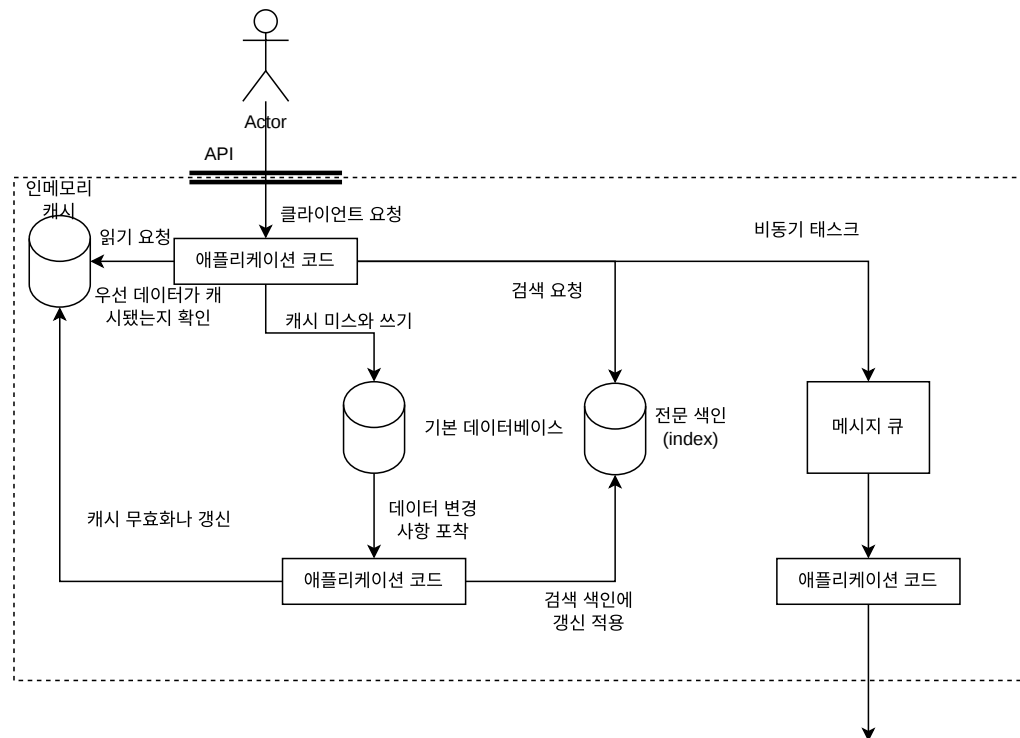 Actor
API
인메모리
캐시
클라이언트 요청
읽기 요청
애플리케이션 코드
비동기 태스크
우선 데이터가 캐
시됐는지 확인
검색 요청
캐시 미스와 쓰기
기본 데이터베이스
전문 색인
(index)
메시지 큐
데이터 변경
사항 포착
캐시 무효화나 갱신
애플리케이션 코드
애플리케이션 코드
검색 색인에
갱신 적용